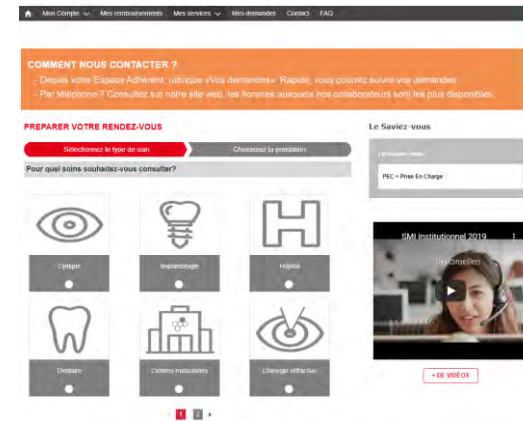 Mon Compte Mes remboursements Mes services Mes demandes Contact FAQ
COMMENT NOUS CONTACTER ?
- Depuis votre Espace Adhérent, rubrique «Vos demandes». Rapide, vous pourrez suivre vos demandes.
- Par téléphone ? Consultez sur notre site web, les horaires auxquels nos collaborateurs sont les plus disponibles.
PREPARER VOTRE RENDEZ-VOUS
Sélectionnez le type de soin
Choisissez la prestation
Pour quel soins souhaitez-vous consulter?
Optique
Implantologie
Hôpital
Dentaire
Centres mutualistes
Chirurgie réfractive
1 2
Le Saviez-vous
PEC = Prise En Charge
SMI Institutionnel 2019
Des conseillers
+ DE VIDÉOS